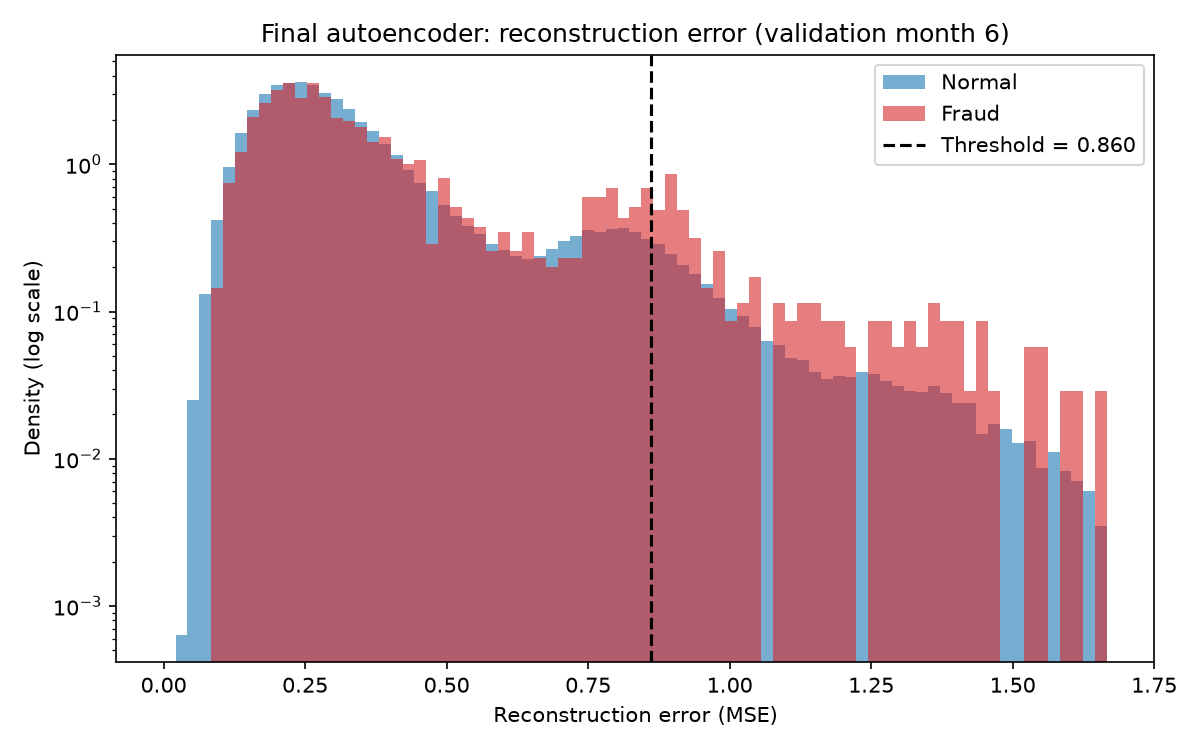 Final autoencoder: reconstruction error (validation month 6)
Normal
Fraud
Threshold = 0.860
Density (log scale)
10⁰
10⁻¹
10⁻²
10⁻³
0.00 0.25 0.50 0.75 1.00 1.25 1.50 1.75
Reconstruction error (MSE)